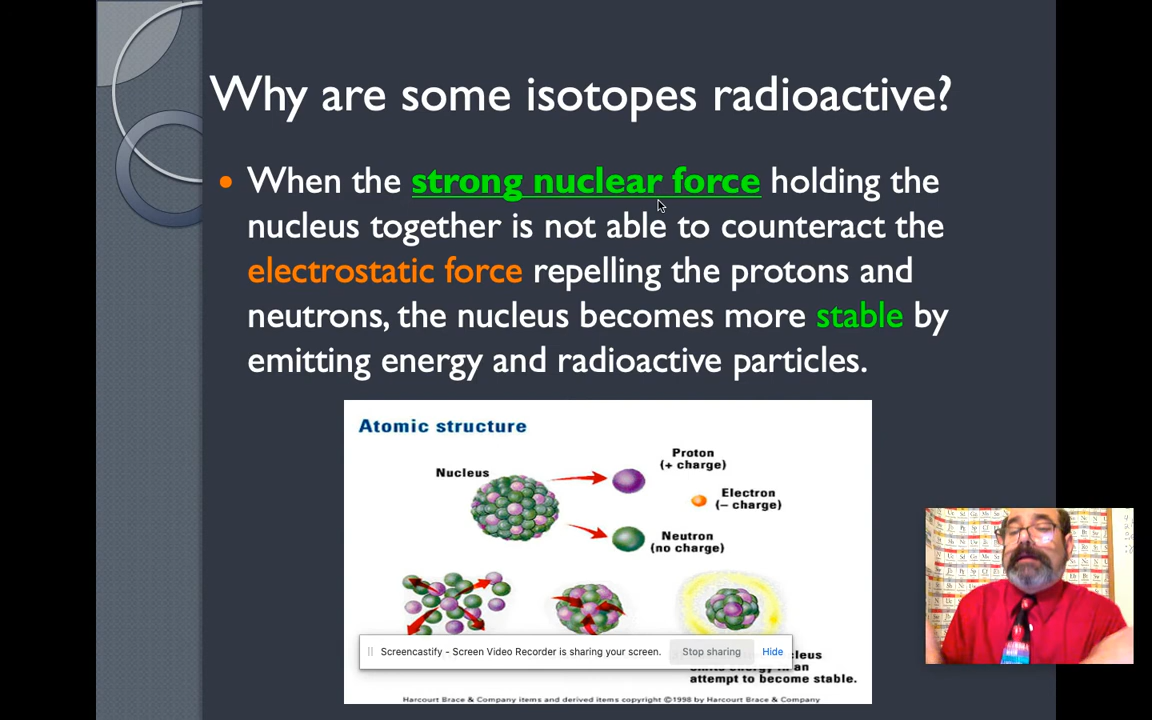 Why are some isotopes radioactive?
• When the strong nuclear force holding the
nucleus together is not able to counteract the
electrostatic force repelling the protons and
neutrons, the nucleus becomes more stable by
emitting energy and radioactive particles.
Atomic structure
Nucleus
Proton
(+ charge)
Electron
(– charge)
Neutron
(no charge)
Screencastify - Screen Video Recorder is sharing your screen. Stop sharing Hide
attempt to become stable.
Harcourt Brace & Company items and derived items copyright ©1998 by Harcourt Brace & Company